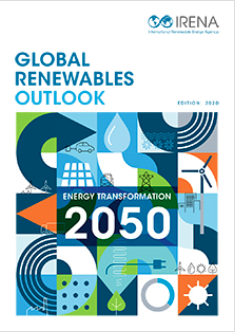 IRENA
International Renewable Energy Agency
GLOBAL
RENEWABLES
OUTLOOK
EDITION: 2020
ENERGY TRANSFORMATION
2050